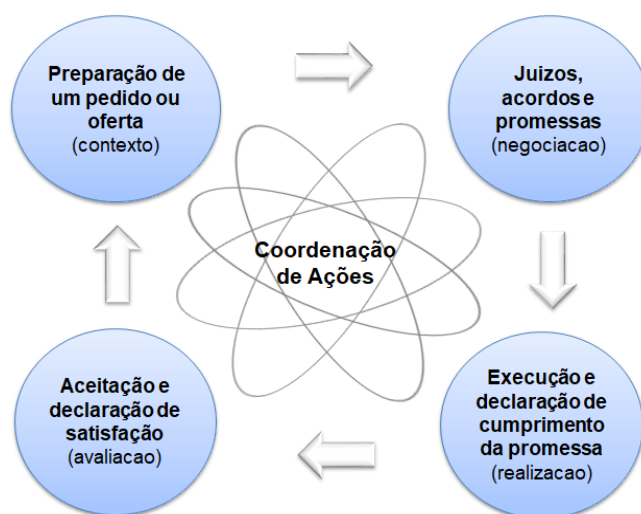 Preparação de
um pedido ou
oferta
(contexto)
Juizos,
acordos e
promessas
(negociacao)
Coordenação
de Ações
Aceitação e
declaração de
satisfação
(avaliacao)
Execução e
declaração de
cumprimento
da promessa
(realizacao)